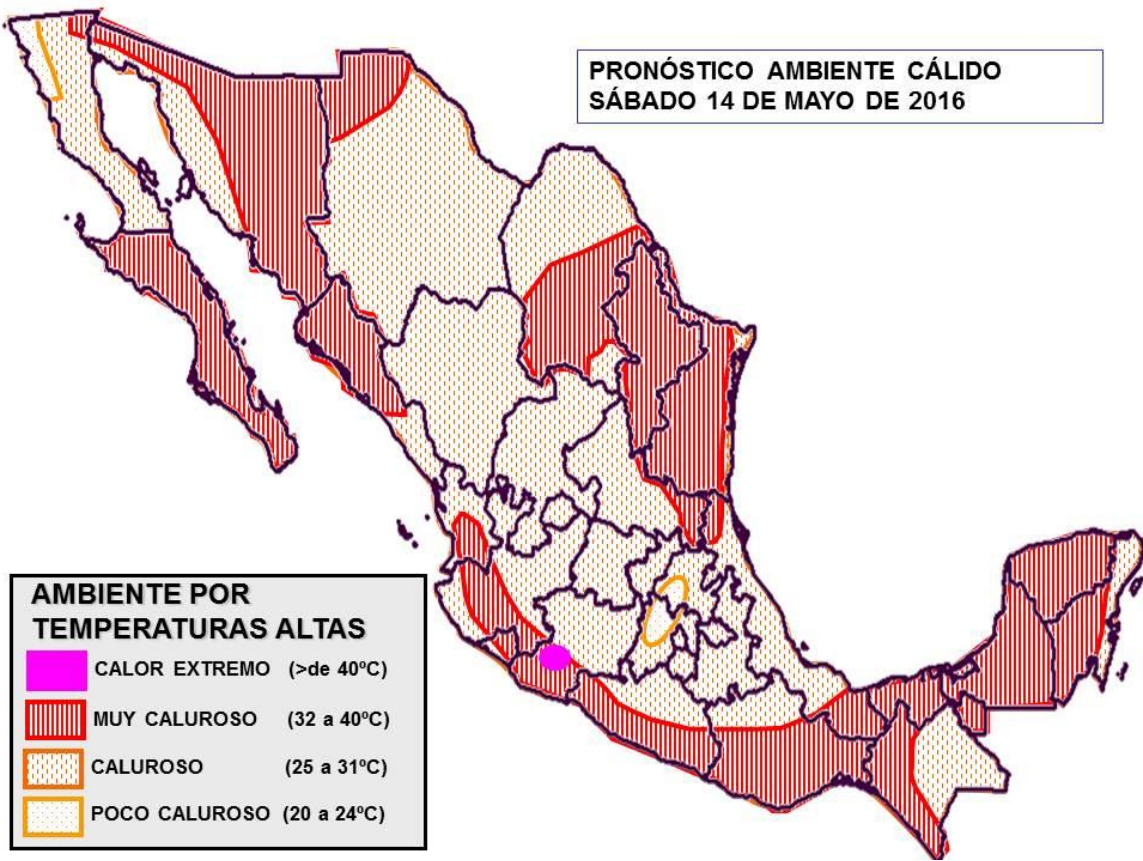 PRONÓSTICO AMBIENTE CÁLIDO
SÁBADO 14 DE MAYO DE 2016
AMBIENTE POR
TEMPERATURAS ALTAS
CALOR EXTREMO (>de 40ºC)
MUY CALUROSO (32 a 40ºC)
CALUROSO (25 a 31ºC)
POCO CALUROSO (20 a 24ºC)